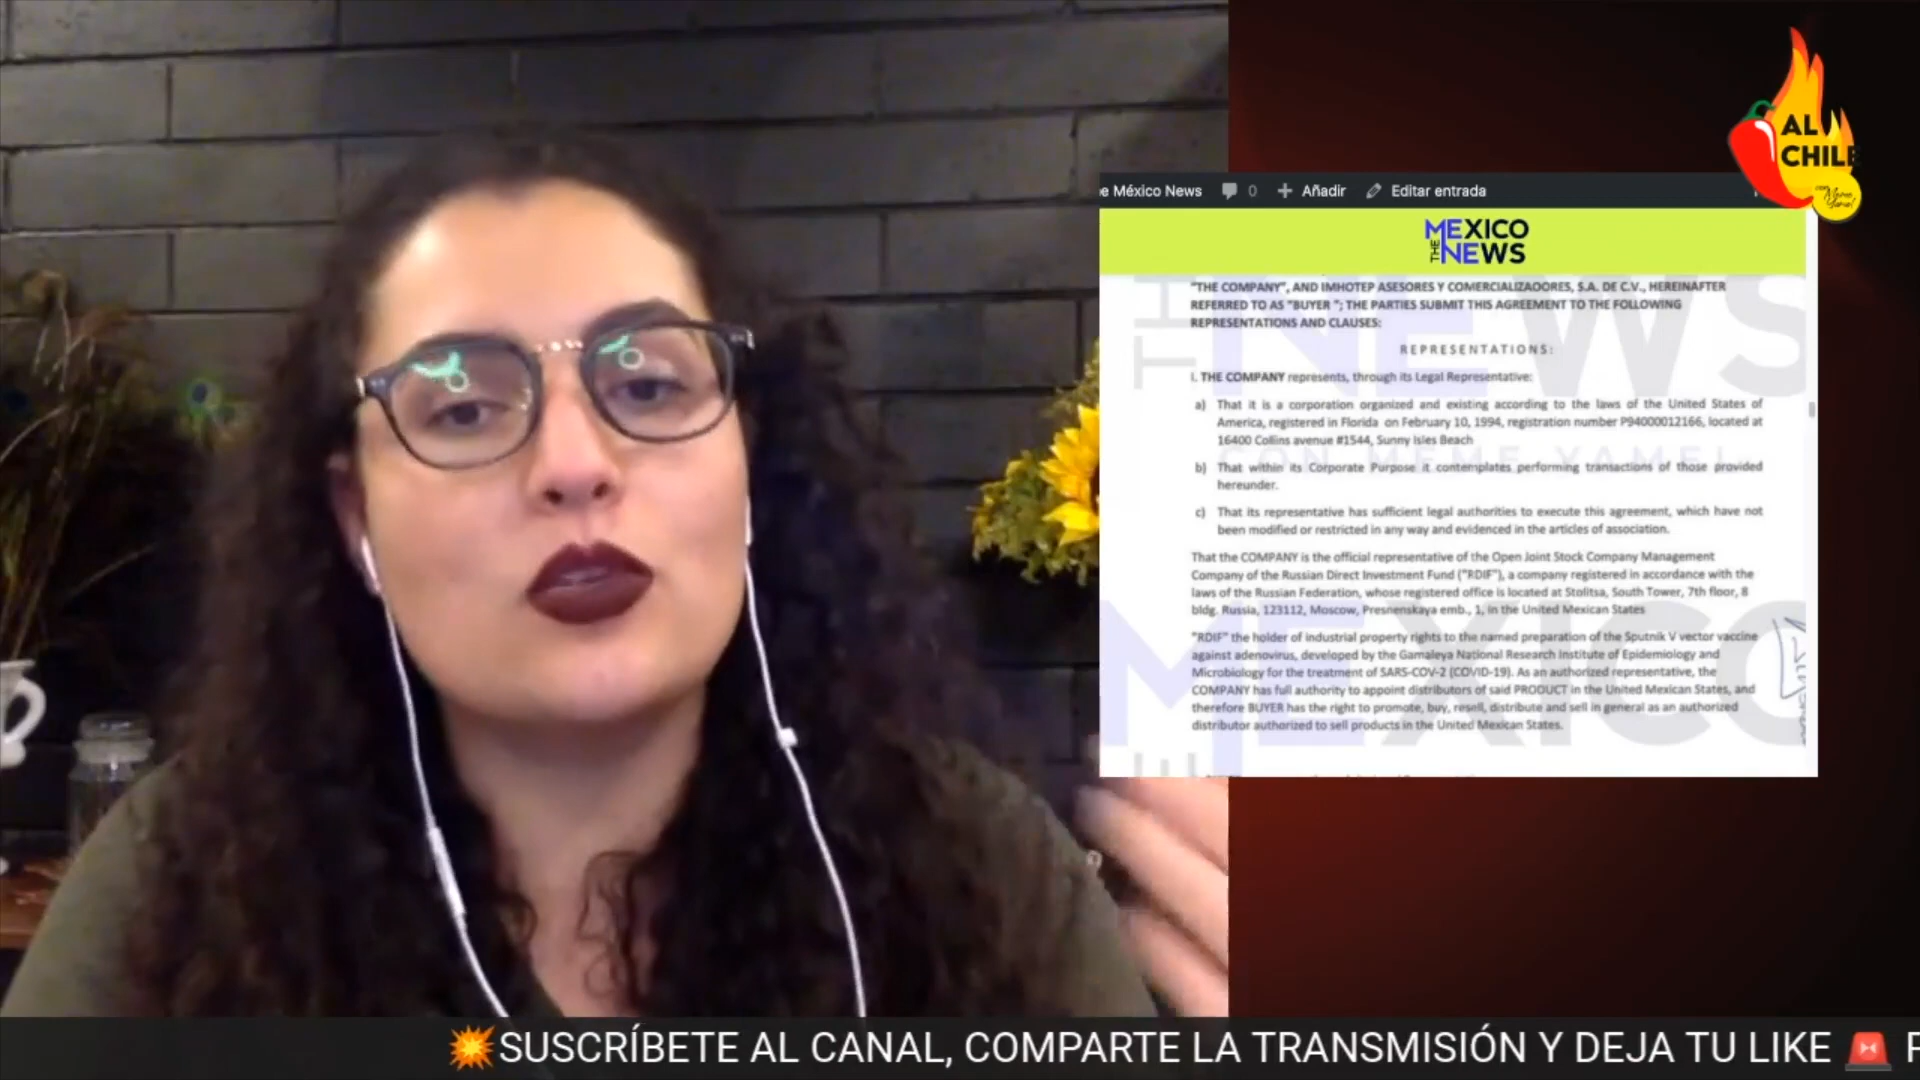 AL
CHILE
con
e México News 0 Añadir Editar entrada
MEXICO
THE NEWS
"THE COMPANY", AND IMHOTEP ASESORES Y COMERCIALIZAOORES, S.A. DE C.V., HEREINAFTER
REFERRED TO AS "BUYER "; THE PARTIES SUBMIT THIS AGREEMENT TO THE FOLLOWING
REPRESENTATIONS AND CLAUSES:
REPRESENTATIONS:
I. THE COMPANY represents, through its Legal Representative:
a) That it is a corporation organized and existing according to the laws of the United States of
America, registered in Florida on February 10, 1994, registration number P94000012166, located at
16400 Collins avenue #1544, Sunny Isles Beach
CON MEME YAMEL
b) That within its Corporate Purpose it contemplates performing transactions of those provided
hereunder.
c) That its representative has sufficient legal authorities to execute this agreement, which have not
been modified or restricted in any way and evidenced in the articles of association.
That the COMPANY is the official representative of the Open Joint Stock Company Management
Company of the Russian Direct Investment Fund ("RDIF"), a company registered in accordance with the
laws of the Russian Federation, whose registered office is located at Stolitsa, South Tower, 7th floor, 8
bldg. Russia, 123112, Moscow, Presnenskaya emb., 1, in the United Mexican States
"RDIF" the holder of industrial property rights to the named preparation of the Sputnik V vector vaccine
against adenovirus, developed by the Gamaleya National Research Institute of Epidemiology and
Microbiology for the treatment of SARS-COV-2 (COVID-19). As an authorized representative, the
COMPANY has full authority to appoint distributors of said PRODUCT in the United Mexican States, and
therefore BUYER has the right to promote, buy, resell, distribute and sell in general as an authorized
distributor authorized to sell products in the United Mexican States.
SUSCRÍBETE AL CANAL, COMPARTE LA TRANSMISIÓN Y DEJA TU LIKE